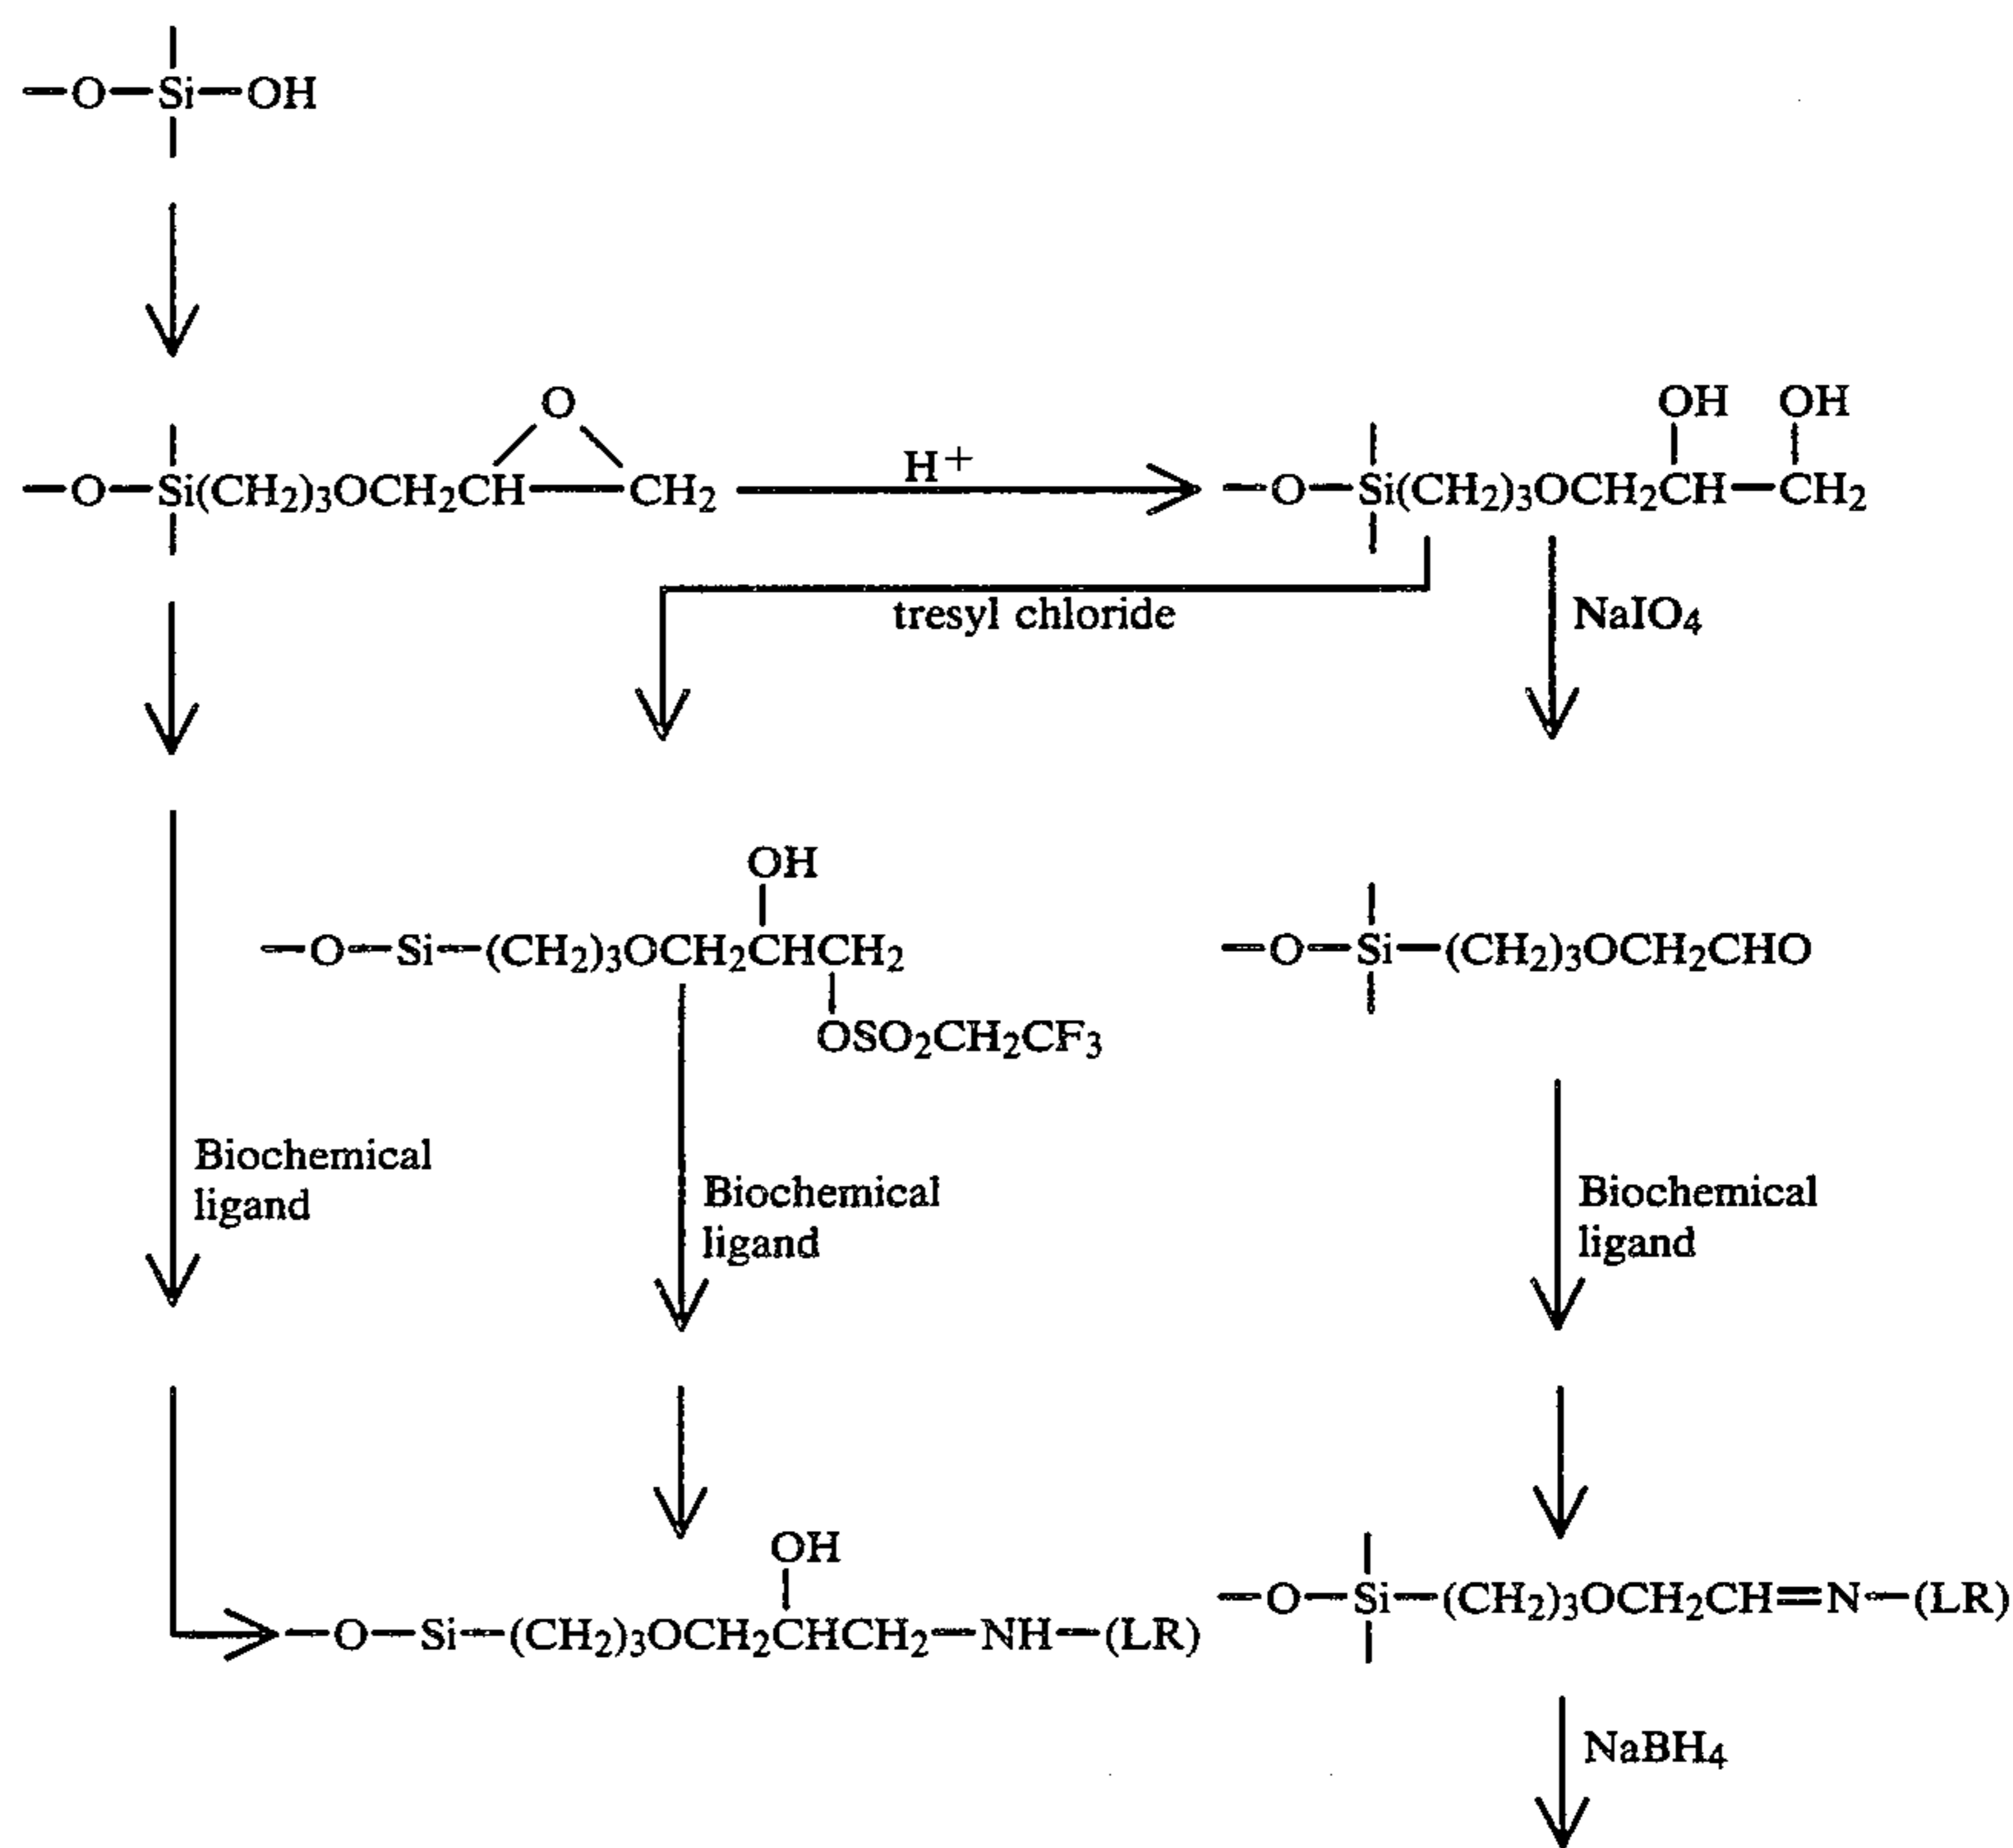 —O—Si—OH
O
OH OH
—O—Si(CH₂)₃OCH₂CH—CH₂ H⁺ —O—Si(CH₂)₃OCH₂CH—CH₂
tresyl chloride NaIO₄
OH
—O—Si—(CH₂)₃OCH₂CHCH₂ —O—Si—(CH₂)₃OCH₂CHO
OSO₂CH₂CF₃
Biochemical
ligand
Biochemical
ligand
Biochemical
ligand
OH
—O—Si—(CH₂)₃OCH₂CHCH₂—NH—(LR)
—O—Si—(CH₂)₃OCH₂CH=N—(LR)
NaBH₄